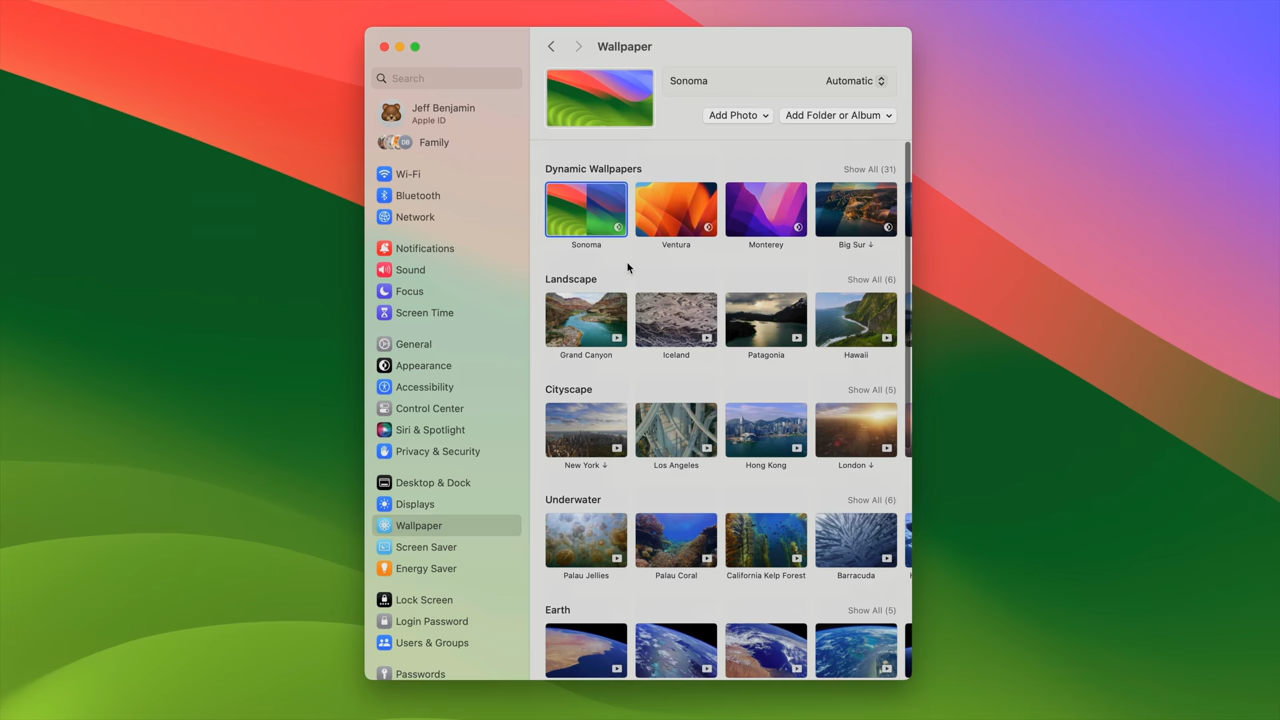 Wallpaper
Search
Jeff Benjamin
Apple ID
Family
Wi-Fi
Bluetooth
Network
Notifications
Sound
Focus
Screen Time
General
Appearance
Accessibility
Control Center
Siri & Spotlight
Privacy & Security
Desktop & Dock
Displays
Wallpaper
Screen Saver
Energy Saver
Lock Screen
Login Password
Users & Groups
Passwords
Sonoma Automatic
Add Photo Add Folder or Album
Dynamic Wallpapers Show All (31)
Sonoma Ventura Monterey Big Sur ↓
Landscape Show All (6)
Grand Canyon Iceland Patagonia Hawaii
Cityscape Show All (5)
New York ↓ Los Angeles Hong Kong London ↓
Underwater Show All (6)
Palau Jellies Palau Coral California Kelp Forest Barracuda
Earth Show All (5)